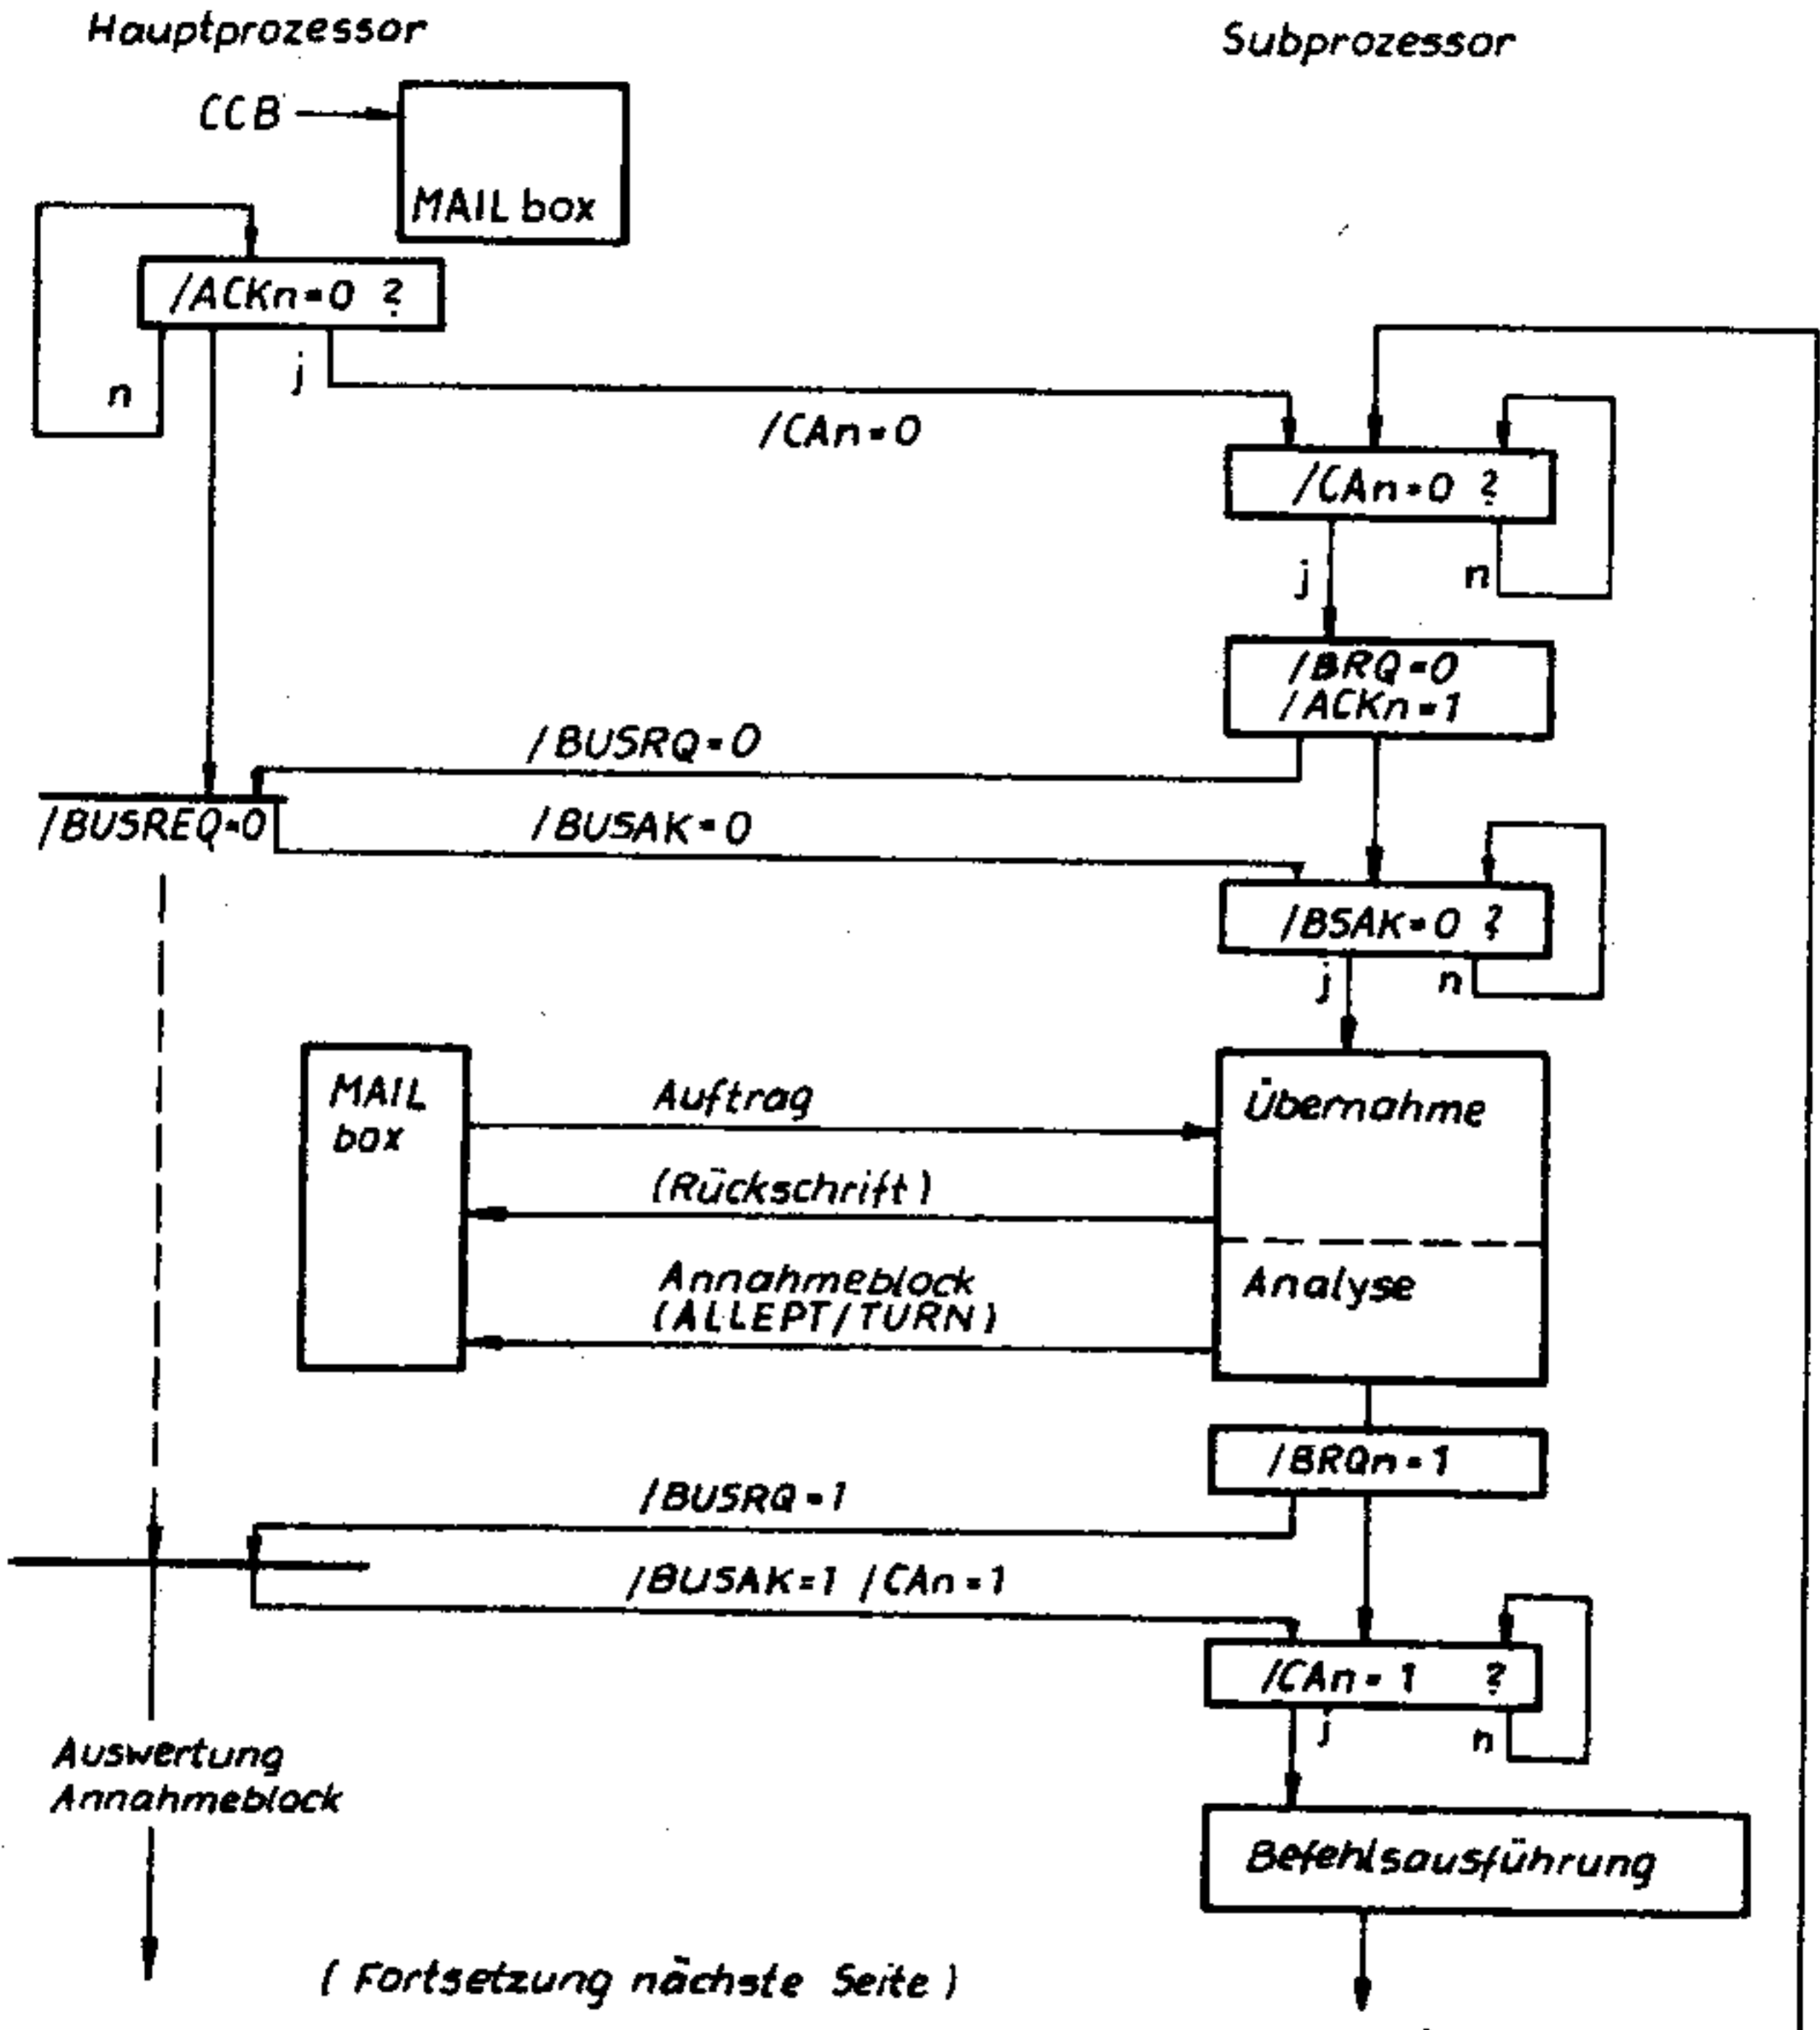 Hauptprozessor
Subprozessor
CCB
MAIL box
/ACKn=0 ?
n
j
/CAn=0
/CAn=0 ?
j
n
/BRQ=0
/ACKn=1
/BUSRQ=0
/BUSREQ=0
/BUSAK=0
/BSAK=0 ?
j
n
MAIL
box
Auftrag
Übernahme
(Rückschrift)
Annahmeblock
(ALLEPT/TURN)
Analyse
/BRQn=1
/BUSRQ=1
/BUSAK=1 /CAn=1
/CAn=1 ?
j
n
Auswertung
Annahmeblock
Befehlsausführung
(Fortsetzung nächste Seite)